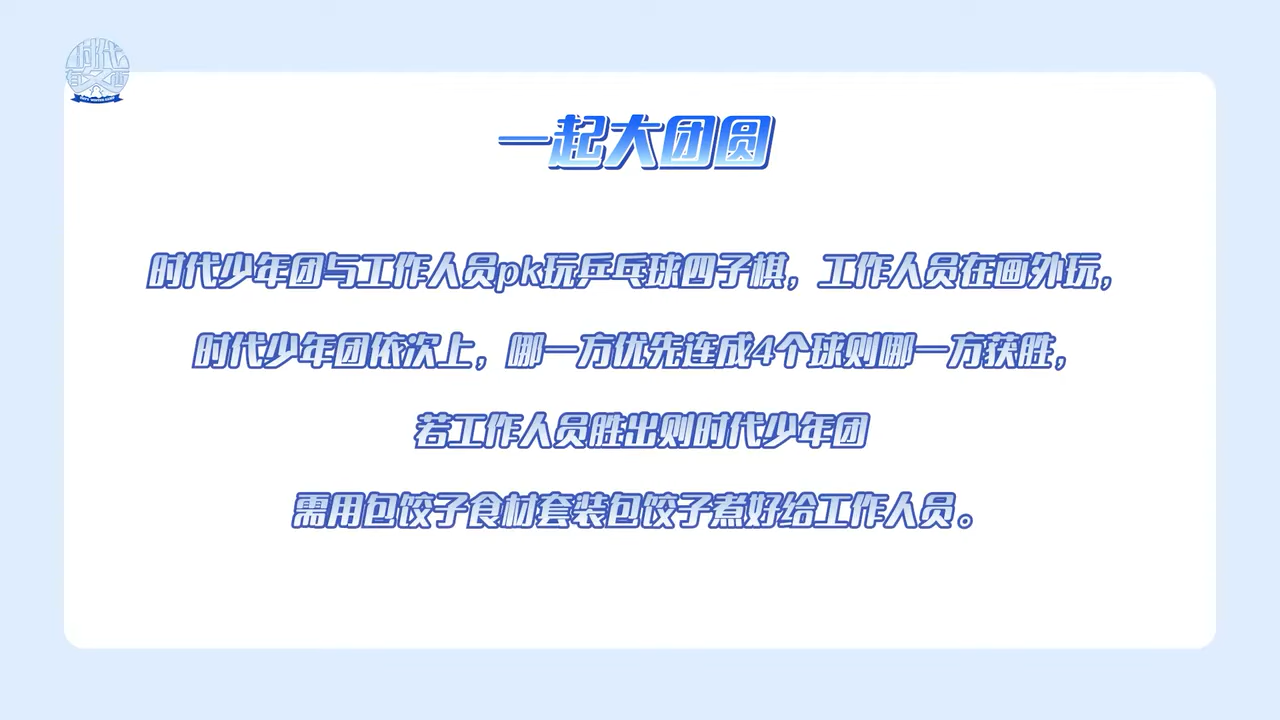 时代
一起大团圆
时代少年团与工作人员pk玩乒乓球四子棋，工作人员在画外玩，
时代少年团依次上，哪一方优先连成4个球则哪一方获胜，
若工作人员胜出则时代少年团
需用包饺子食材套装包饺子煮好给工作人员。